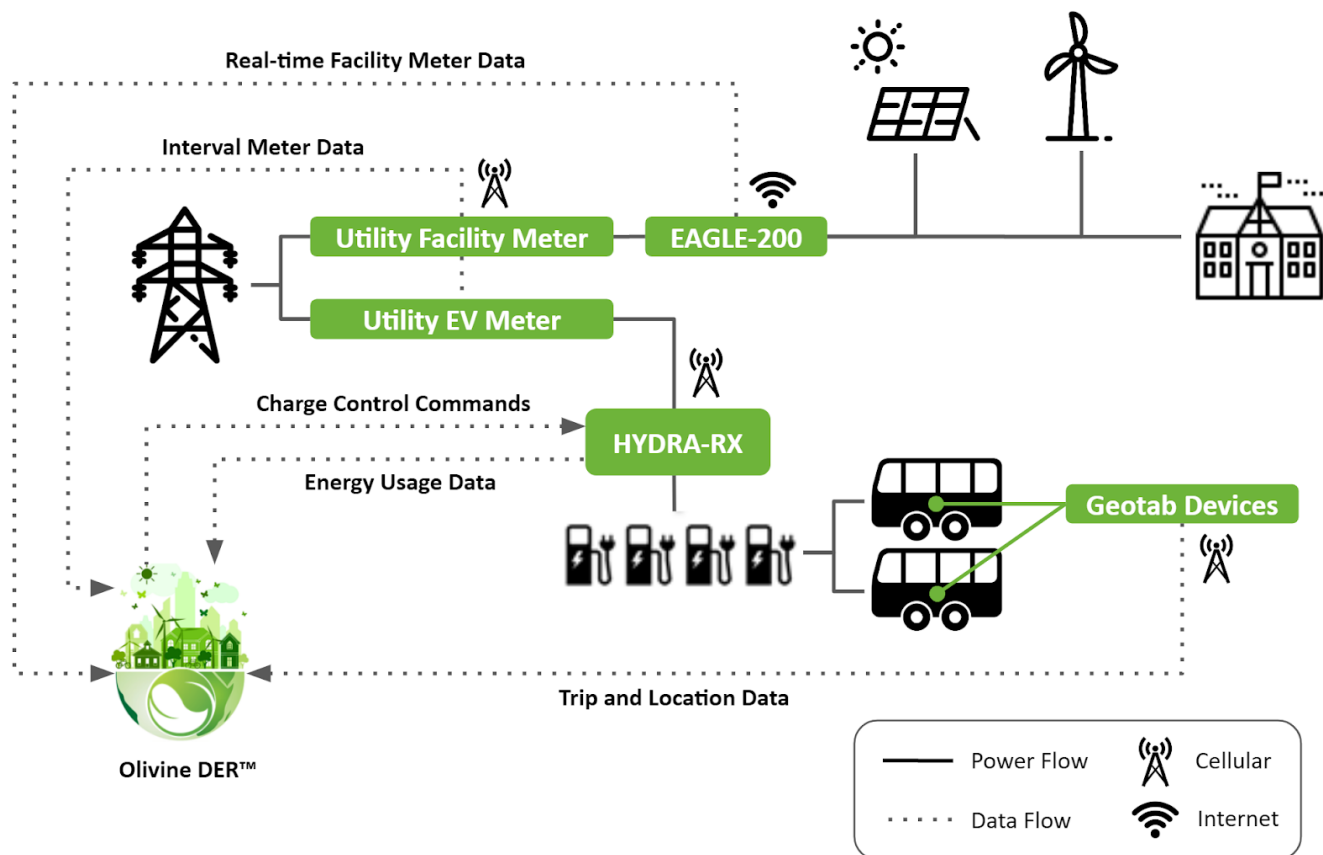 Real-time Facility Meter Data
Interval Meter Data
Utility Facility Meter
EAGLE-200
Utility EV Meter
Charge Control Commands
HYDRA-RX
Energy Usage Data
Geotab Devices
Trip and Location Data
Olivine DER™
Power Flow
Cellular
Data Flow
Internet